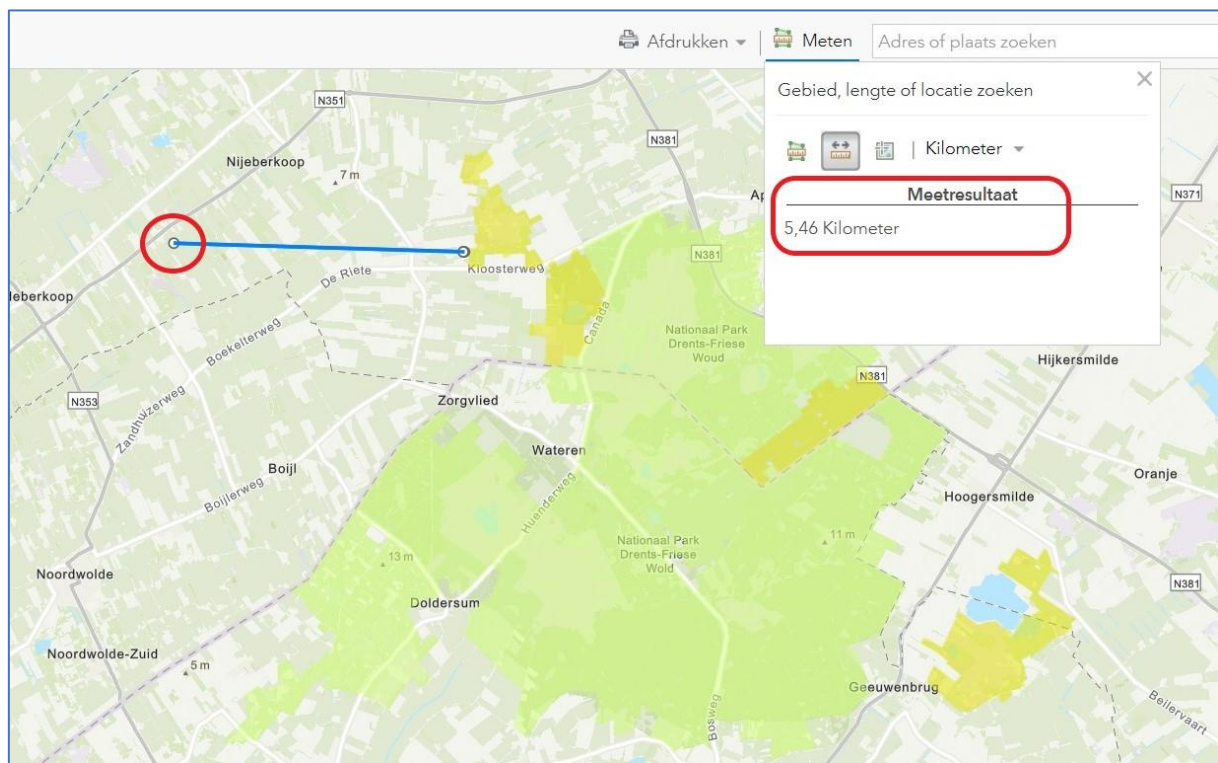 Afdrukken
Meten
Adres of plaats zoeken
Gebied, lengte of locatie zoeken
Kilometer
Meetresultaat
5,46 Kilometer
N351
N381
N371
Nijeberkoop
7 m
Ap
N381
De Riete
Kloosterweg
leberkoop
Canada
Boekelterweg
Nationaal Park
Drents-Friese
Woud
Hijkersmilde
N381
N353
Zandhuizerweg
Zorgvlied
Wateren
Boijl
Oranje
Boijlerweg
Huenderweg
Hoogersmilde
Nationaal Park
Drents-Friese
Wold
11 m
13 m
Noordwolde
N381
Doldersum
Noordwolde-Zuid
5 m
Geeuwenbrug
Bosweg
Beilervaart